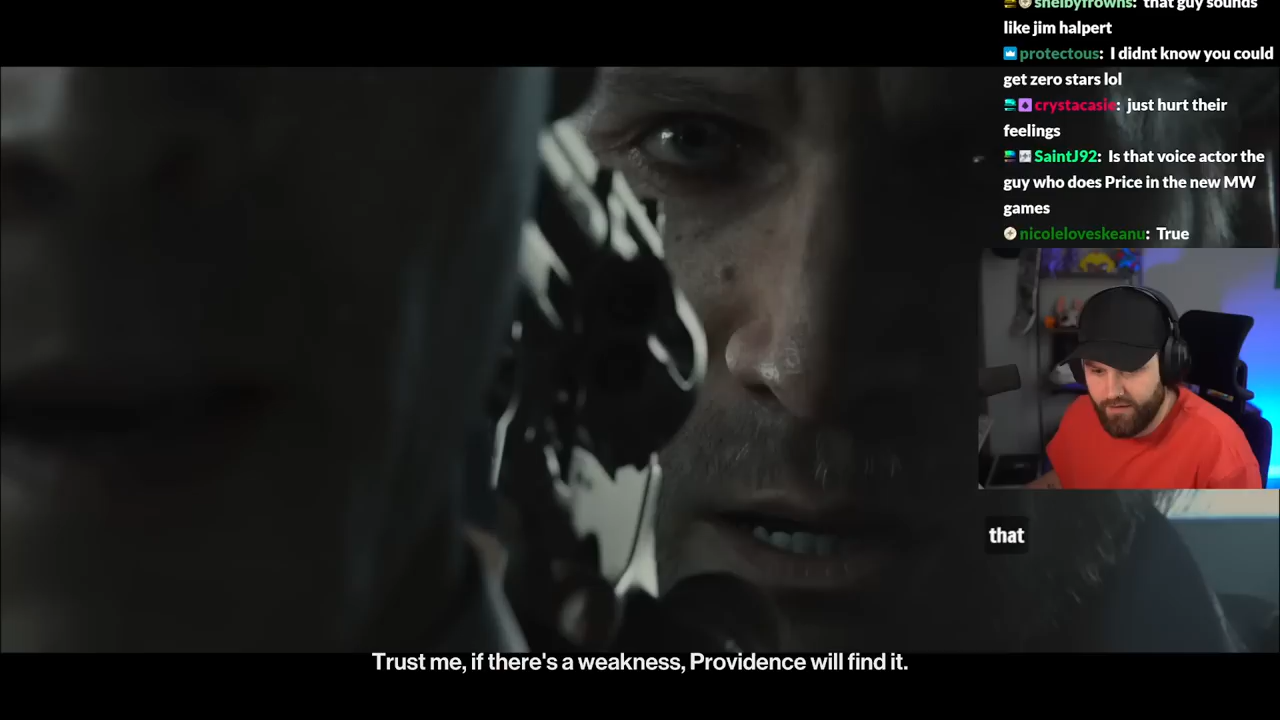 shelbyfrowns: that guy sounds
like jim halpert
protectous: I didnt know you could
get zero stars lol
crystacasie: just hurt their
feelings
SaintJ92: Is that voice actor the
guy who does Price in the new MW
games
nicoleloveskeanu: True
that
Trust me, if there's a weakness, Providence will find it.